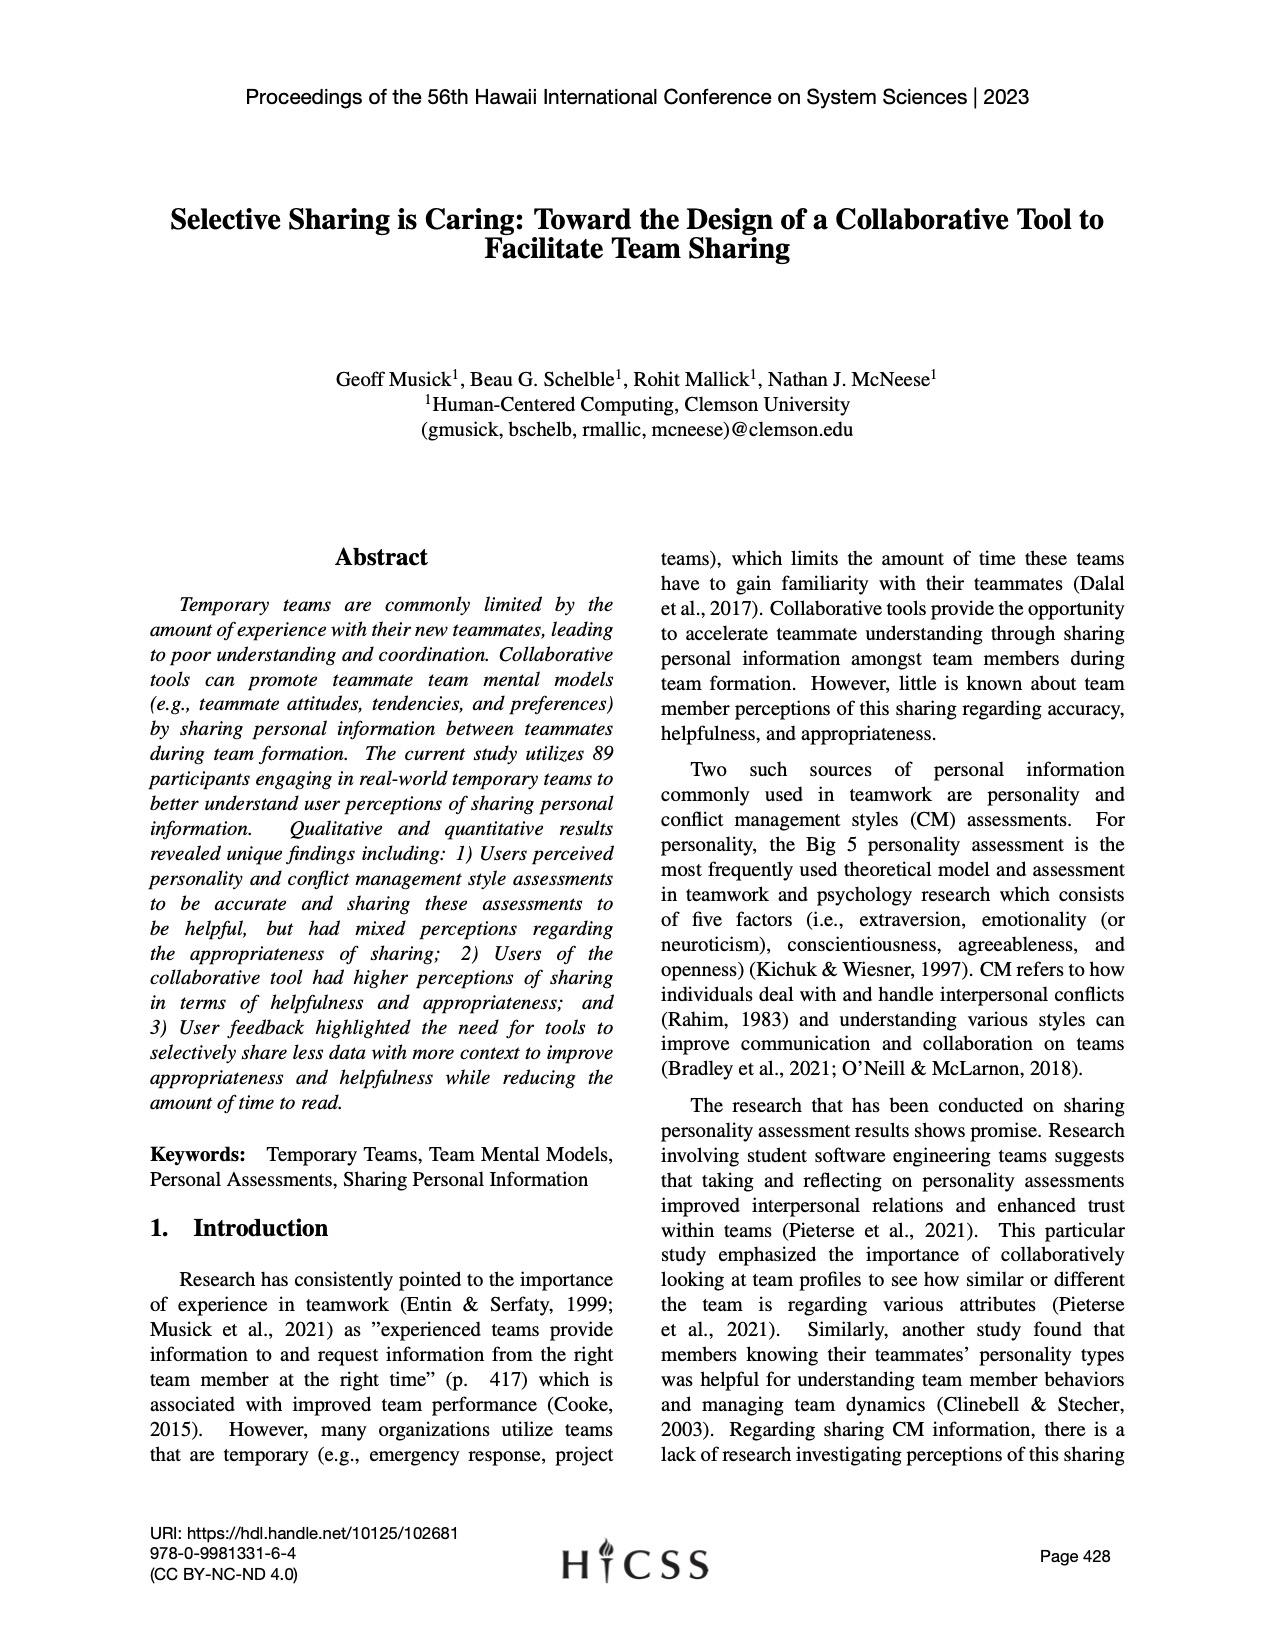 Proceedings of the 56th Hawaii International Conference on System Sciences | 2023
Selective Sharing is Caring: Toward the Design of a Collaborative Tool to
Facilitate Team Sharing
Geoff Musick¹, Beau G. Schelble¹, Rohit Mallick¹, Nathan J. McNeese¹
¹Human-Centered Computing, Clemson University
(gmusick, bschelb, rmallic, mcneese)@clemson.edu
Abstract
Temporary teams are commonly limited by the
amount of experience with their new teammates, leading
to poor understanding and coordination. Collaborative
tools can promote teammate team mental models
(e.g., teammate attitudes, tendencies, and preferences)
by sharing personal information between teammates
during team formation. The current study utilizes 89
participants engaging in real-world temporary teams to
better understand user perceptions of sharing personal
information. Qualitative and quantitative results
revealed unique findings including: 1) Users perceived
personality and conflict management style assessments
to be accurate and sharing these assessments to
be helpful, but had mixed perceptions regarding
the appropriateness of sharing; 2) Users of the
collaborative tool had higher perceptions of sharing
in terms of helpfulness and appropriateness; and
3) User feedback highlighted the need for tools to
selectively share less data with more context to improve
appropriateness and helpfulness while reducing the
amount of time to read.
Keywords: Temporary Teams, Team Mental Models,
Personal Assessments, Sharing Personal Information
1. Introduction
Research has consistently pointed to the importance
of experience in teamwork (Entin & Serfaty, 1999;
Musick et al., 2021) as ”experienced teams provide
information to and request information from the right
team member at the right time” (p. 417) which is
associated with improved team performance (Cooke,
2015). However, many organizations utilize teams
that are temporary (e.g., emergency response, project
teams), which limits the amount of time these teams
have to gain familiarity with their teammates (Dalal
et al., 2017). Collaborative tools provide the opportunity
to accelerate teammate understanding through sharing
personal information amongst team members during
team formation. However, little is known about team
member perceptions of this sharing regarding accuracy,
helpfulness, and appropriateness.
Two such sources of personal information
commonly used in teamwork are personality and
conflict management styles (CM) assessments. For
personality, the Big 5 personality assessment is the
most frequently used theoretical model and assessment
in teamwork and psychology research which consists
of five factors (i.e., extraversion, emotionality (or
neuroticism), conscientiousness, agreeableness, and
openness) (Kichuk & Wiesner, 1997). CM refers to how
individuals deal with and handle interpersonal conflicts
(Rahim, 1983) and understanding various styles can
improve communication and collaboration on teams
(Bradley et al., 2021; O’Neill & McLarnon, 2018).
The research that has been conducted on sharing
personality assessment results shows promise. Research
involving student software engineering teams suggests
that taking and reflecting on personality assessments
improved interpersonal relations and enhanced trust
within teams (Pieterse et al., 2021). This particular
study emphasized the importance of collaboratively
looking at team profiles to see how similar or different
the team is regarding various attributes (Pieterse
et al., 2021). Similarly, another study found that
members knowing their teammates’ personality types
was helpful for understanding team member behaviors
and managing team dynamics (Clinebell & Stecher,
2003). Regarding sharing CM information, there is a
lack of research investigating perceptions of this sharing
URI: https://hdl.handle.net/10125/102681
978-0-9981331-6-4
(CC BY-NC-ND 4.0)
HICSS
Page 428